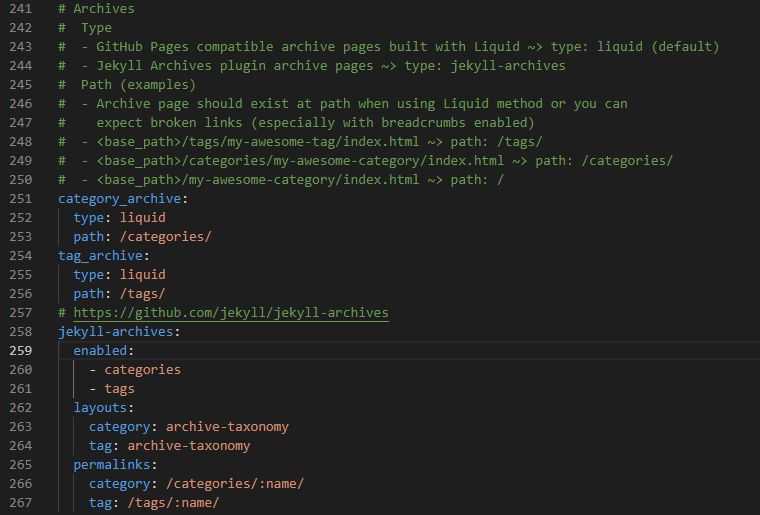 241 # Archives
242 #  Type
243 #  - GitHub Pages compatible archive pages built with Liquid ~> type: liquid (default)
244 #  - Jekyll Archives plugin archive pages ~> type: jekyll-archives
245 #  Path (examples)
246 #  - Archive page should exist at path when using Liquid method or you can
247 #    expect broken links (especially with breadcrumbs enabled)
248 #  - <base_path>/tags/my-awesome-tag/index.html ~> path: /tags/
249 #  - <base_path>/categories/my-awesome-category/index.html ~> path: /categories/
250 #  - <base_path>/my-awesome-category/index.html ~> path: /
251 category_archive:
252   type: liquid
253   path: /categories/
254 tag_archive:
255   type: liquid
256   path: /tags/
257 # https://github.com/jekyll/jekyll-archives
258 jekyll-archives:
259   enabled:
260     - categories
261     - tags
262   layouts:
263     category: archive-taxonomy
264     tag: archive-taxonomy
265   permalinks:
266     category: /categories/:name/
267     tag: /tags/:name/